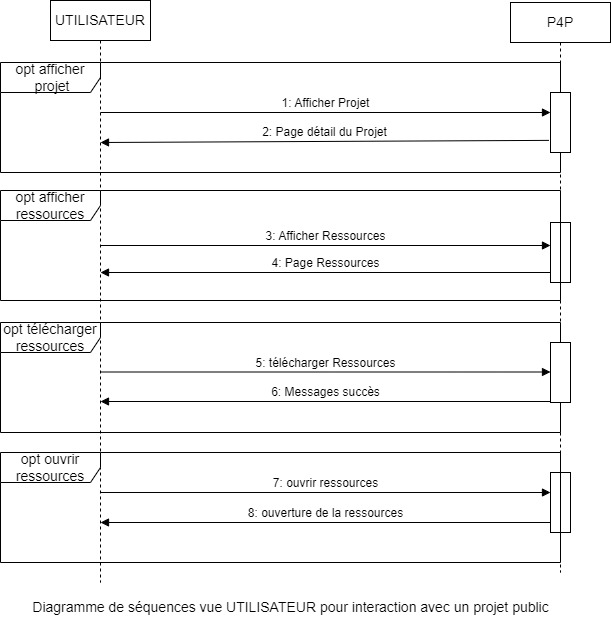 UTILISATEUR
P4P
opt afficher
projet
1: Afficher Projet
2: Page détail du Projet
opt afficher
ressources
3: Afficher Ressources
4: Page Ressources
opt télécharger
ressources
5: télécharger Ressources
6: Messages succès
opt ouvrir
ressources
7: ouvrir ressources
8: ouverture de la ressources
Diagramme de séquences vue UTILISATEUR pour interaction avec un projet public